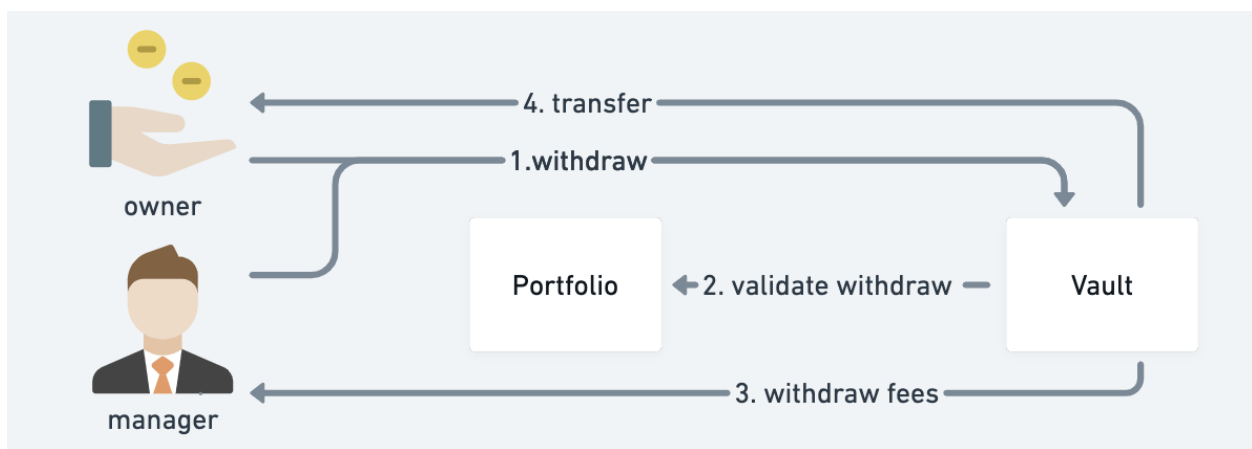 4. transfer
1.withdraw
owner
Portfolio
2. validate withdraw
Vault
3. withdraw fees
manager